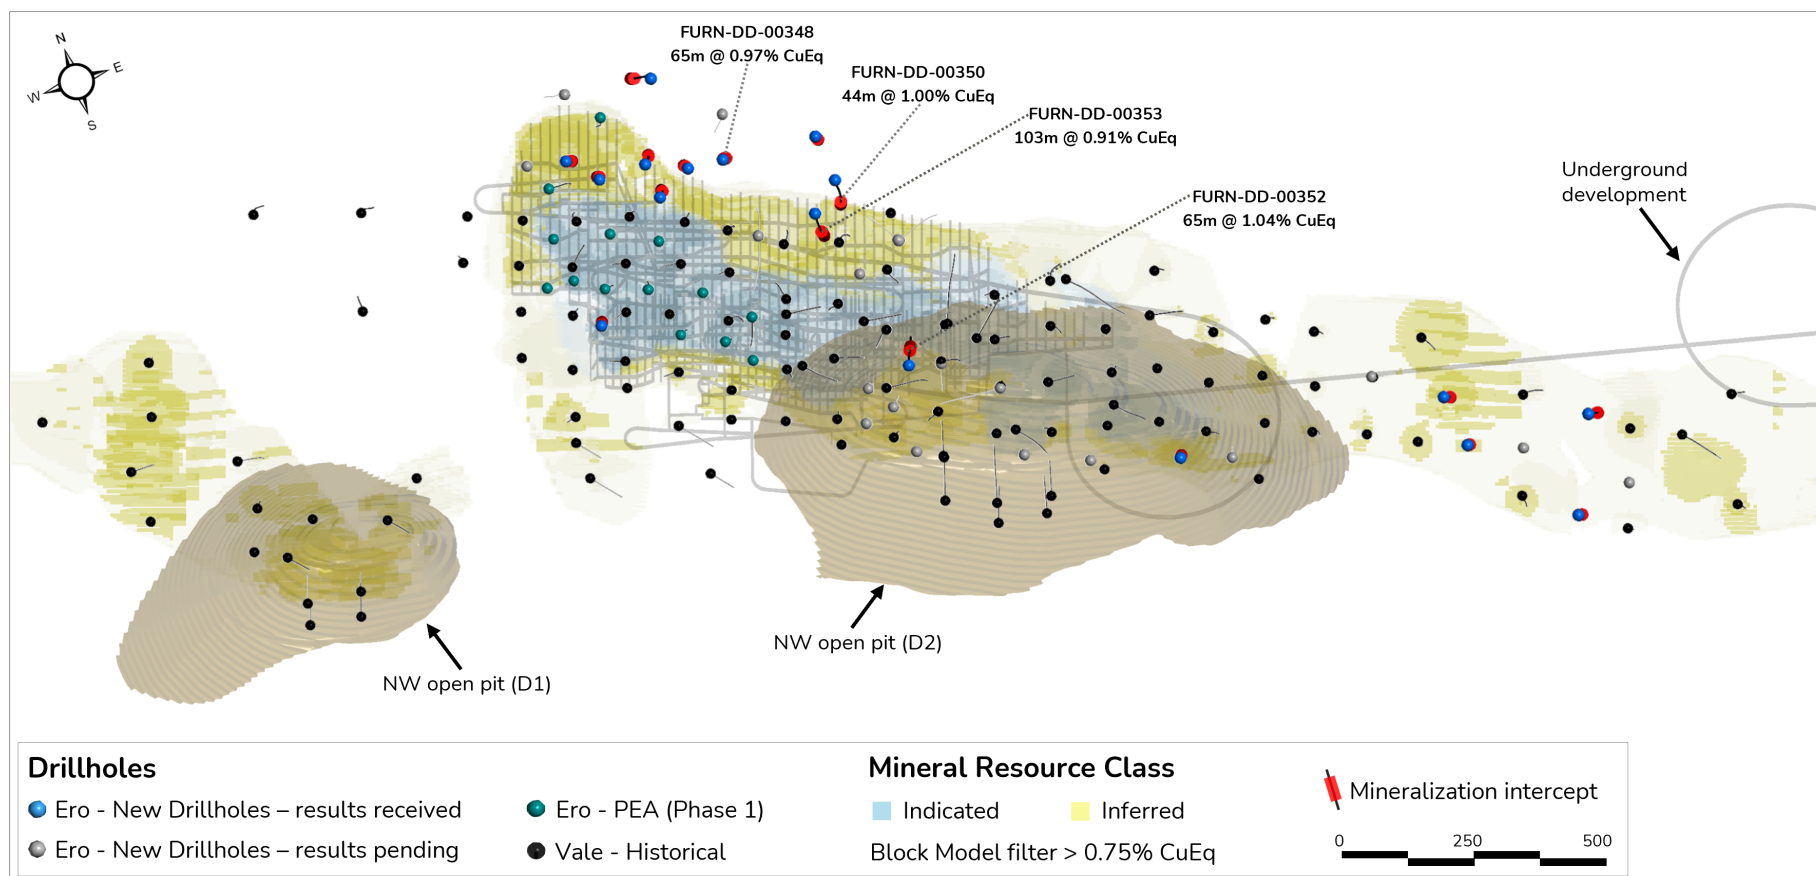 N
E
W
S
FURN-DD-00348
65m @ 0.97% CuEq
FURN-DD-00350
44m @ 1.00% CuEq
FURN-DD-00353
103m @ 0.91% CuEq
FURN-DD-00352
65m @ 1.04% CuEq
Underground
development
NW open pit (D2)
NW open pit (D1)
Drillholes
Ero - New Drillholes – results received
Ero - New Drillholes – results pending
Ero - PEA (Phase 1)
Vale - Historical
Mineral Resource Class
Indicated
Inferred
Block Model filter > 0.75% CuEq
Mineralization intercept
0 250 500